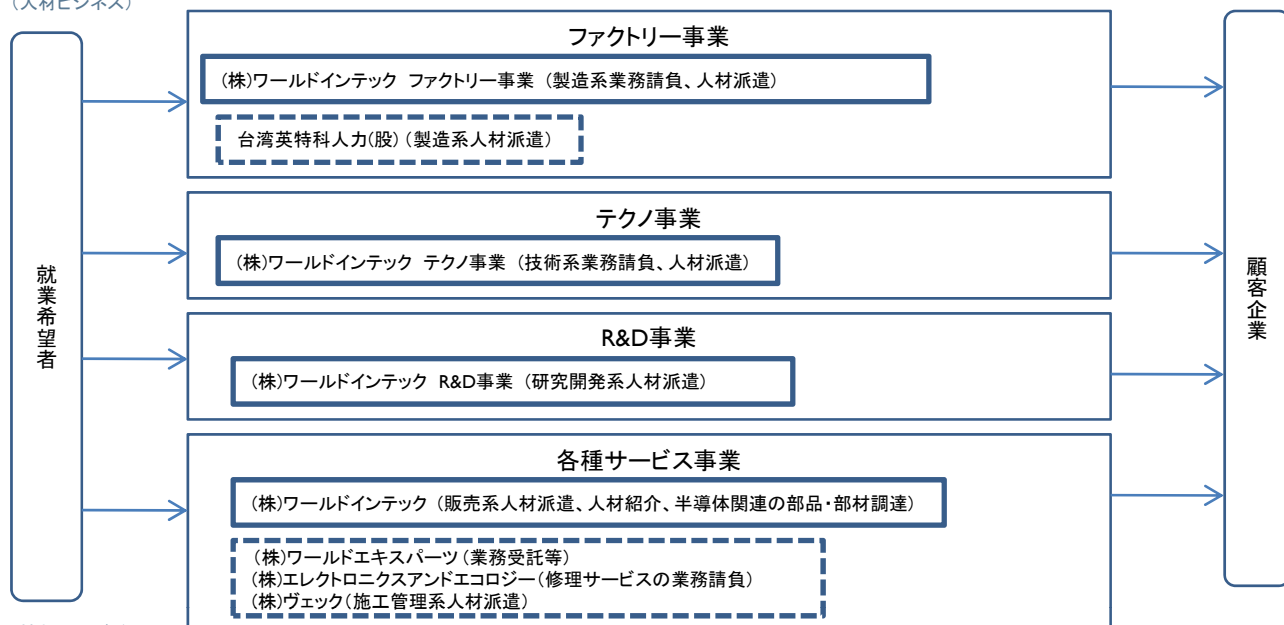 (人材ビジネス)
就業希望者
ファクトリー事業
(株)ワールドインテック ファクトリー事業 (製造系業務請負、人材派遣)
台湾英特科人力(股) (製造系人材派遣)
テクノ事業
(株)ワールドインテック テクノ事業 (技術系業務請負、人材派遣)
R&D事業
(株)ワールドインテック R&D事業 (研究開発系人材派遣)
各種サービス事業
(株)ワールドインテック (販売系人材派遣、人材紹介、半導体関連の部品・部材調達)
(株)ワールドエキスパーツ(業務受託等)
(株)エレクトロニクスアンドエコロジー(修理サービスの業務請負)
(株)ヴェック(施工管理系人材派遣)
顧客企業